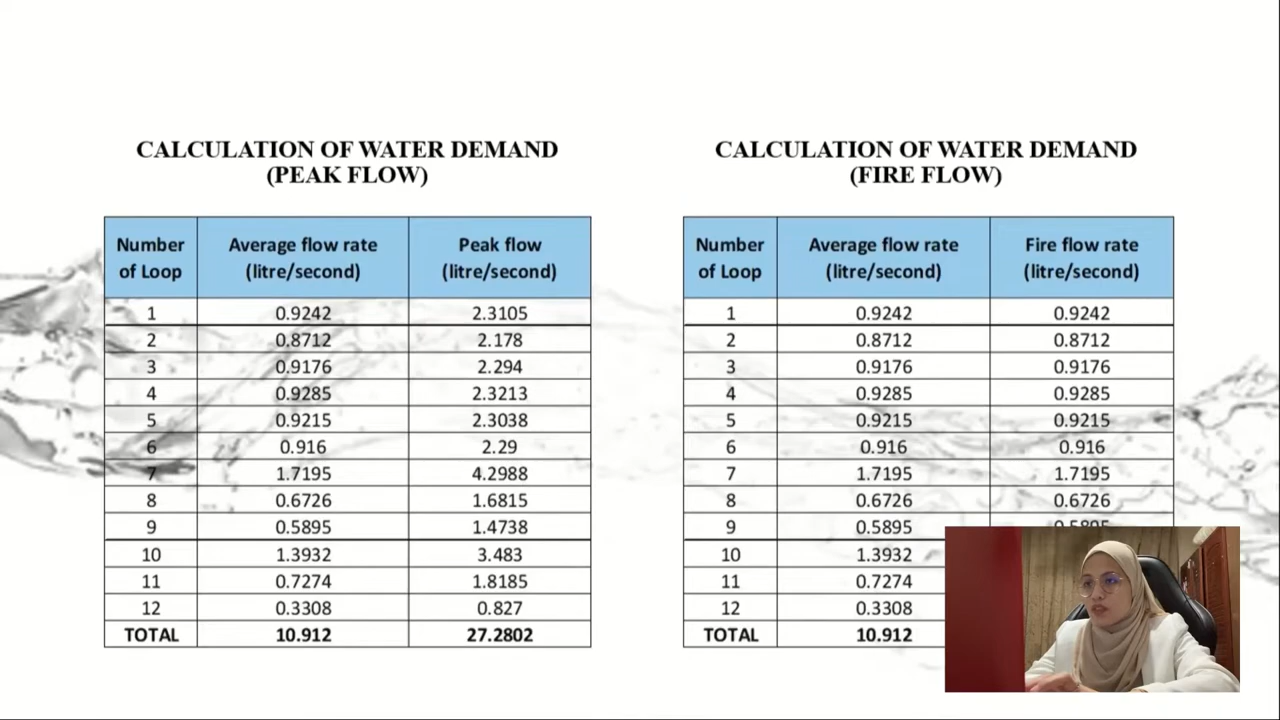 CALCULATION OF WATER DEMAND
(PEAK FLOW)
Number of Loop Average flow rate (litre/second) Peak flow (litre/second)
1 0.9242 2.3105
2 0.8712 2.178
3 0.9176 2.294
4 0.9285 2.3213
5 0.9215 2.3038
6 0.916 2.29
7 1.7195 4.2988
8 0.6726 1.6815
9 0.5895 1.4738
10 1.3932 3.483
11 0.7274 1.8185
12 0.3308 0.827
TOTAL 10.912 27.2802
CALCULATION OF WATER DEMAND
(FIRE FLOW)
Number of Loop Average flow rate (litre/second) Fire flow rate (litre/second)
1 0.9242 0.9242
2 0.8712 0.8712
3 0.9176 0.9176
4 0.9285 0.9285
5 0.9215 0.9215
6 0.916 0.916
7 1.7195 1.7195
8 0.6726 0.6726
9 0.5895
10 1.3932
11 0.7274
12 0.3308
TOTAL 10.912